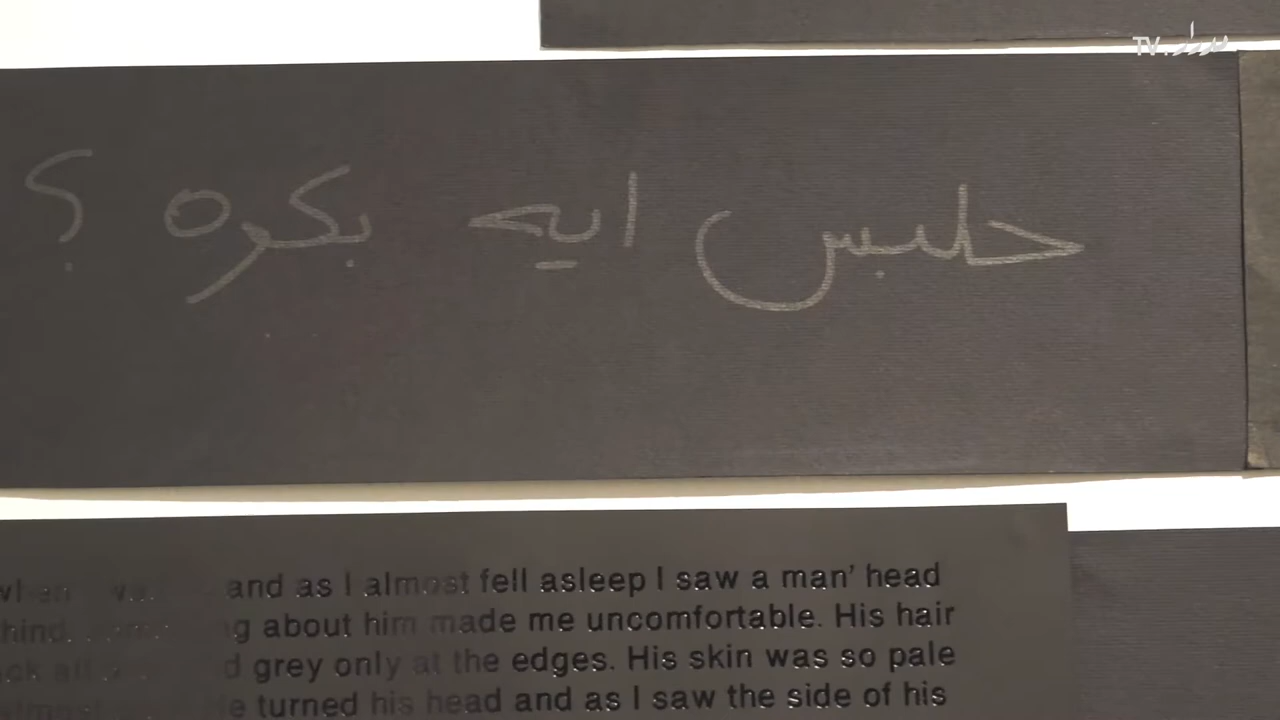 مدرار.TV
حلبس ايه بكره ؟
and as I almost fell asleep I saw a man' head
about him made me uncomfortable. His hair
grey only at the edges. His skin was so pale
turned his head and as I saw the side of his